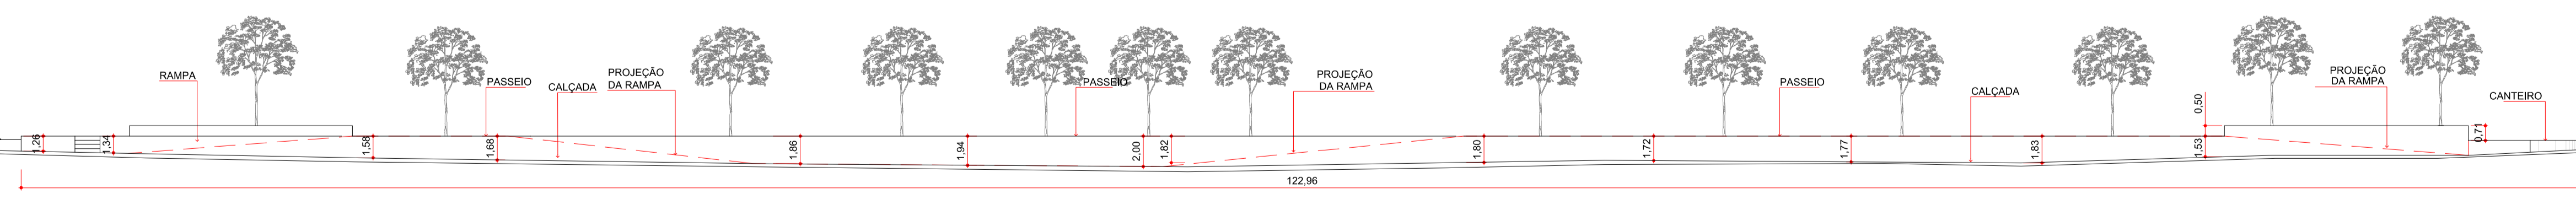 RAMPA
PASSEIO
CALÇADA
PROJEÇÃO
DA RAMPA
PASSEIO
PROJEÇÃO
DA RAMPA
PASSEIO
CALÇADA
PROJEÇÃO
DA RAMPA
CANTEIRO
1,26
1,34
1,58
1,68
1,86
1,94
2,00
1,82
1,80
1,72
1,77
1,83
0,50
1,53
0,71
122,96